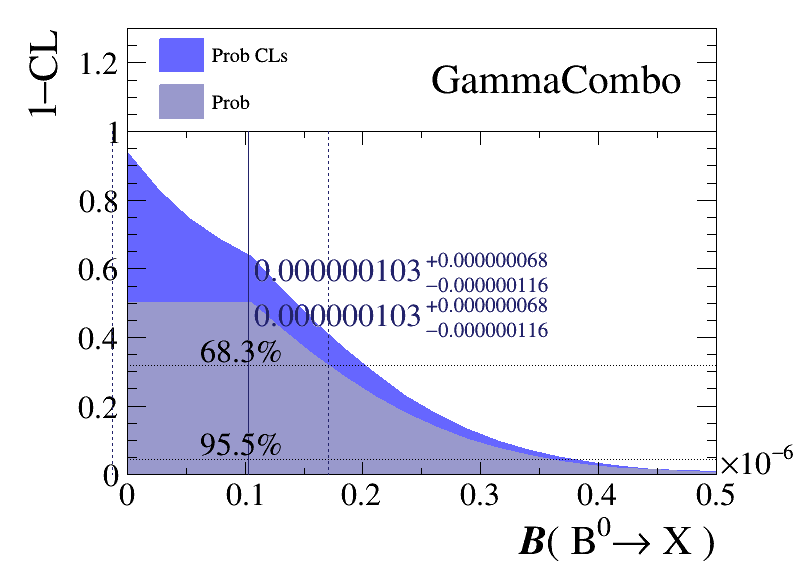 1–CL
1.2
1
0.8
0.6
0.4
0.2
0
Prob CLs
Prob
GammaCombo
0.000000103 +0.000000068 −0.000000116
0.000000103 +0.000000068 −0.000000116
68.3%
95.5%
×10⁻⁶
0 0.1 0.2 0.3 0.4 0.5
B( B⁰→ X )